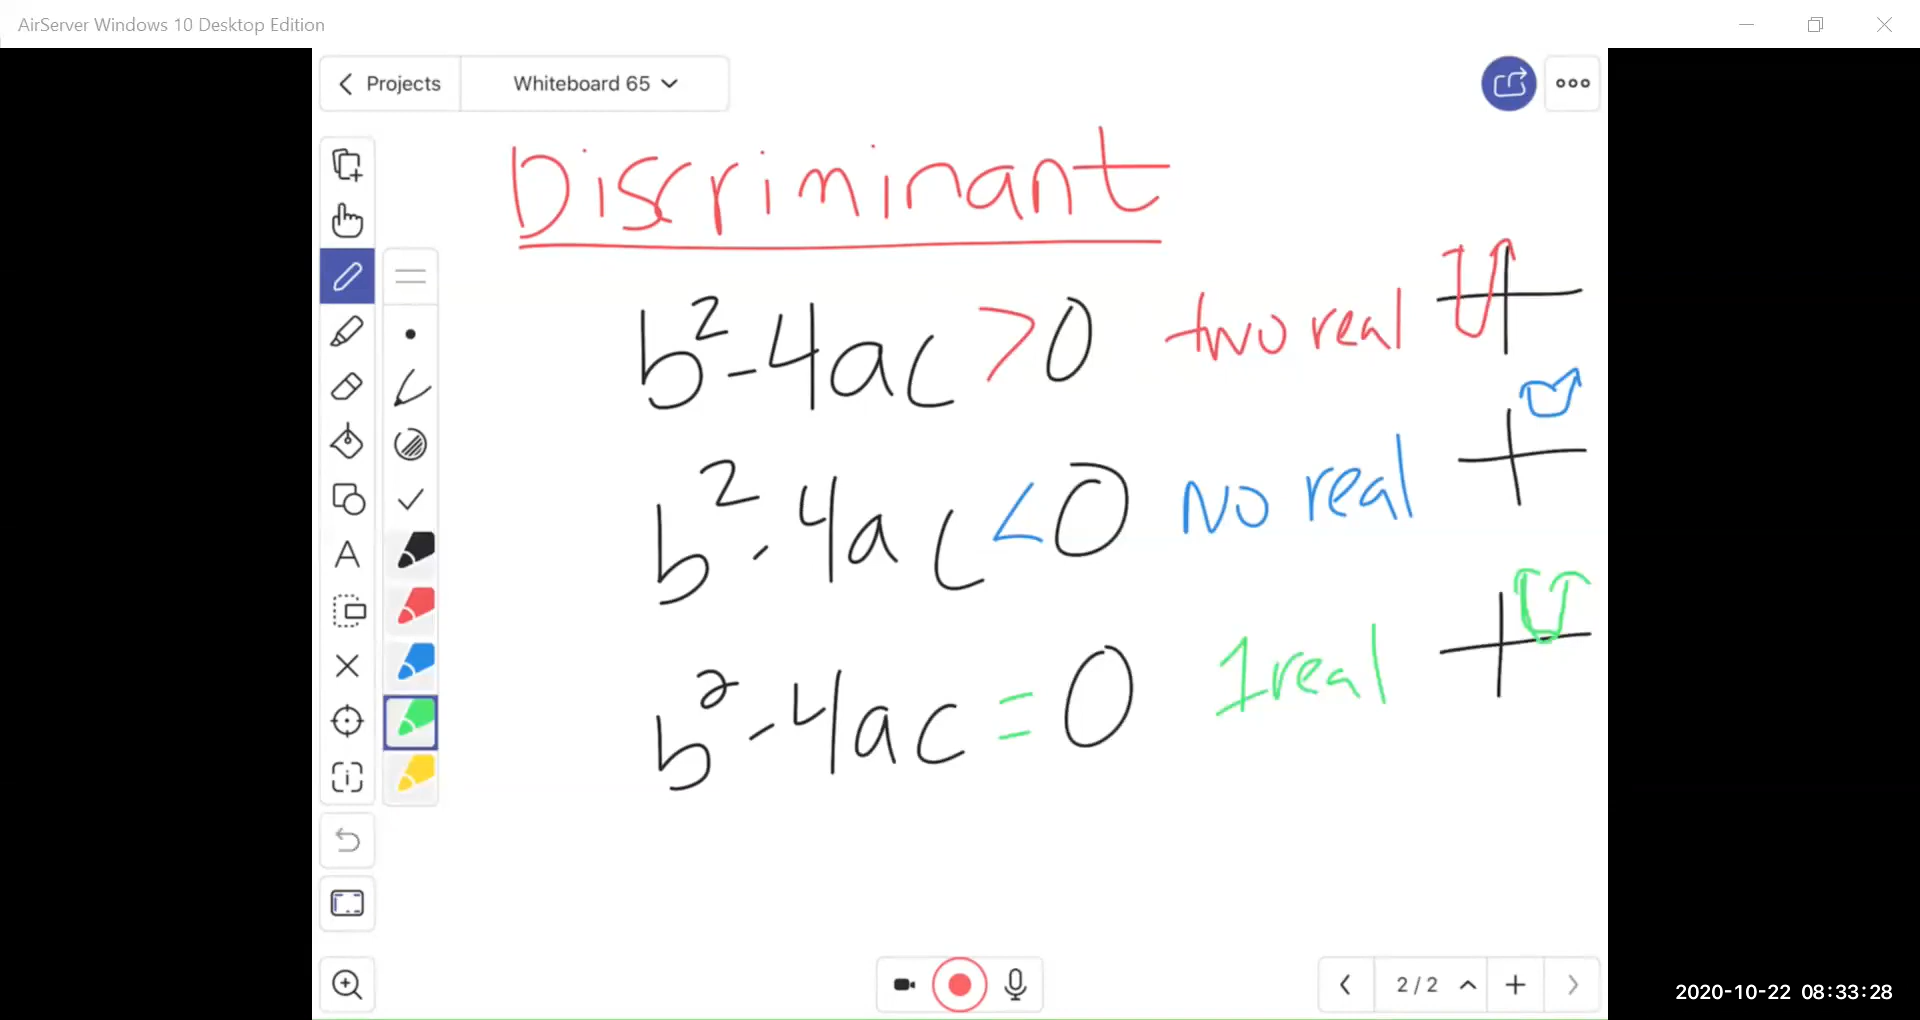 AirServer Windows 10 Desktop Edition
Projects
Whiteboard 65
Discriminant
b²-4ac>0 two real
b²-4ac<0 No real
b²-4ac=0 1real
A
2/2
2020-10-22 08:33:28